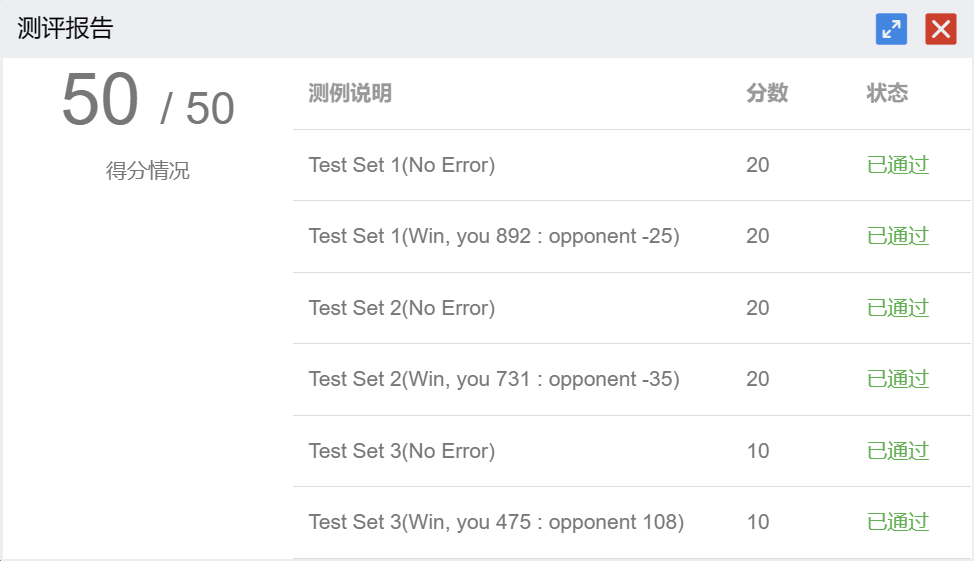 测评报告
50 / 50
得分情况
测例说明 分数 状态
Test Set 1(No Error) 20 已通过
Test Set 1(Win, you 892 : opponent -25) 20 已通过
Test Set 2(No Error) 20 已通过
Test Set 2(Win, you 731 : opponent -35) 20 已通过
Test Set 3(No Error) 10 已通过
Test Set 3(Win, you 475 : opponent 108) 10 已通过